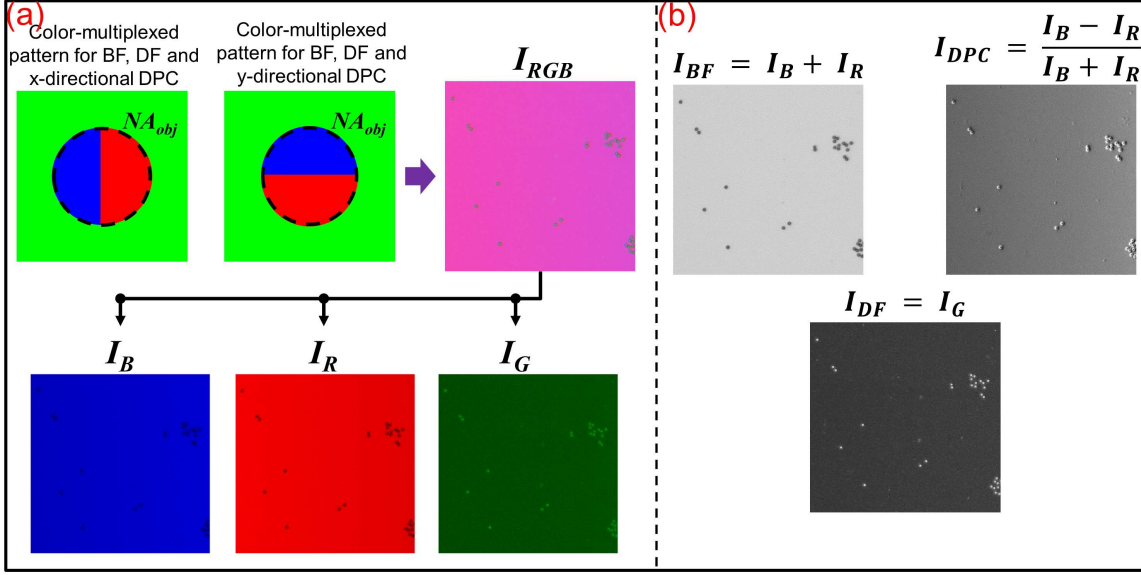 (a)
Color-multiplexed
pattern for BF, DF and
x-directional DPC
NA_obj
Color-multiplexed
pattern for BF, DF and
y-directional DPC
NA_obj
I_RGB
I_B
I_R
I_G
(b)
I_BF = I_B + I_R
I_DPC = (I_B − I_R) / (I_B + I_R)
I_DF = I_G